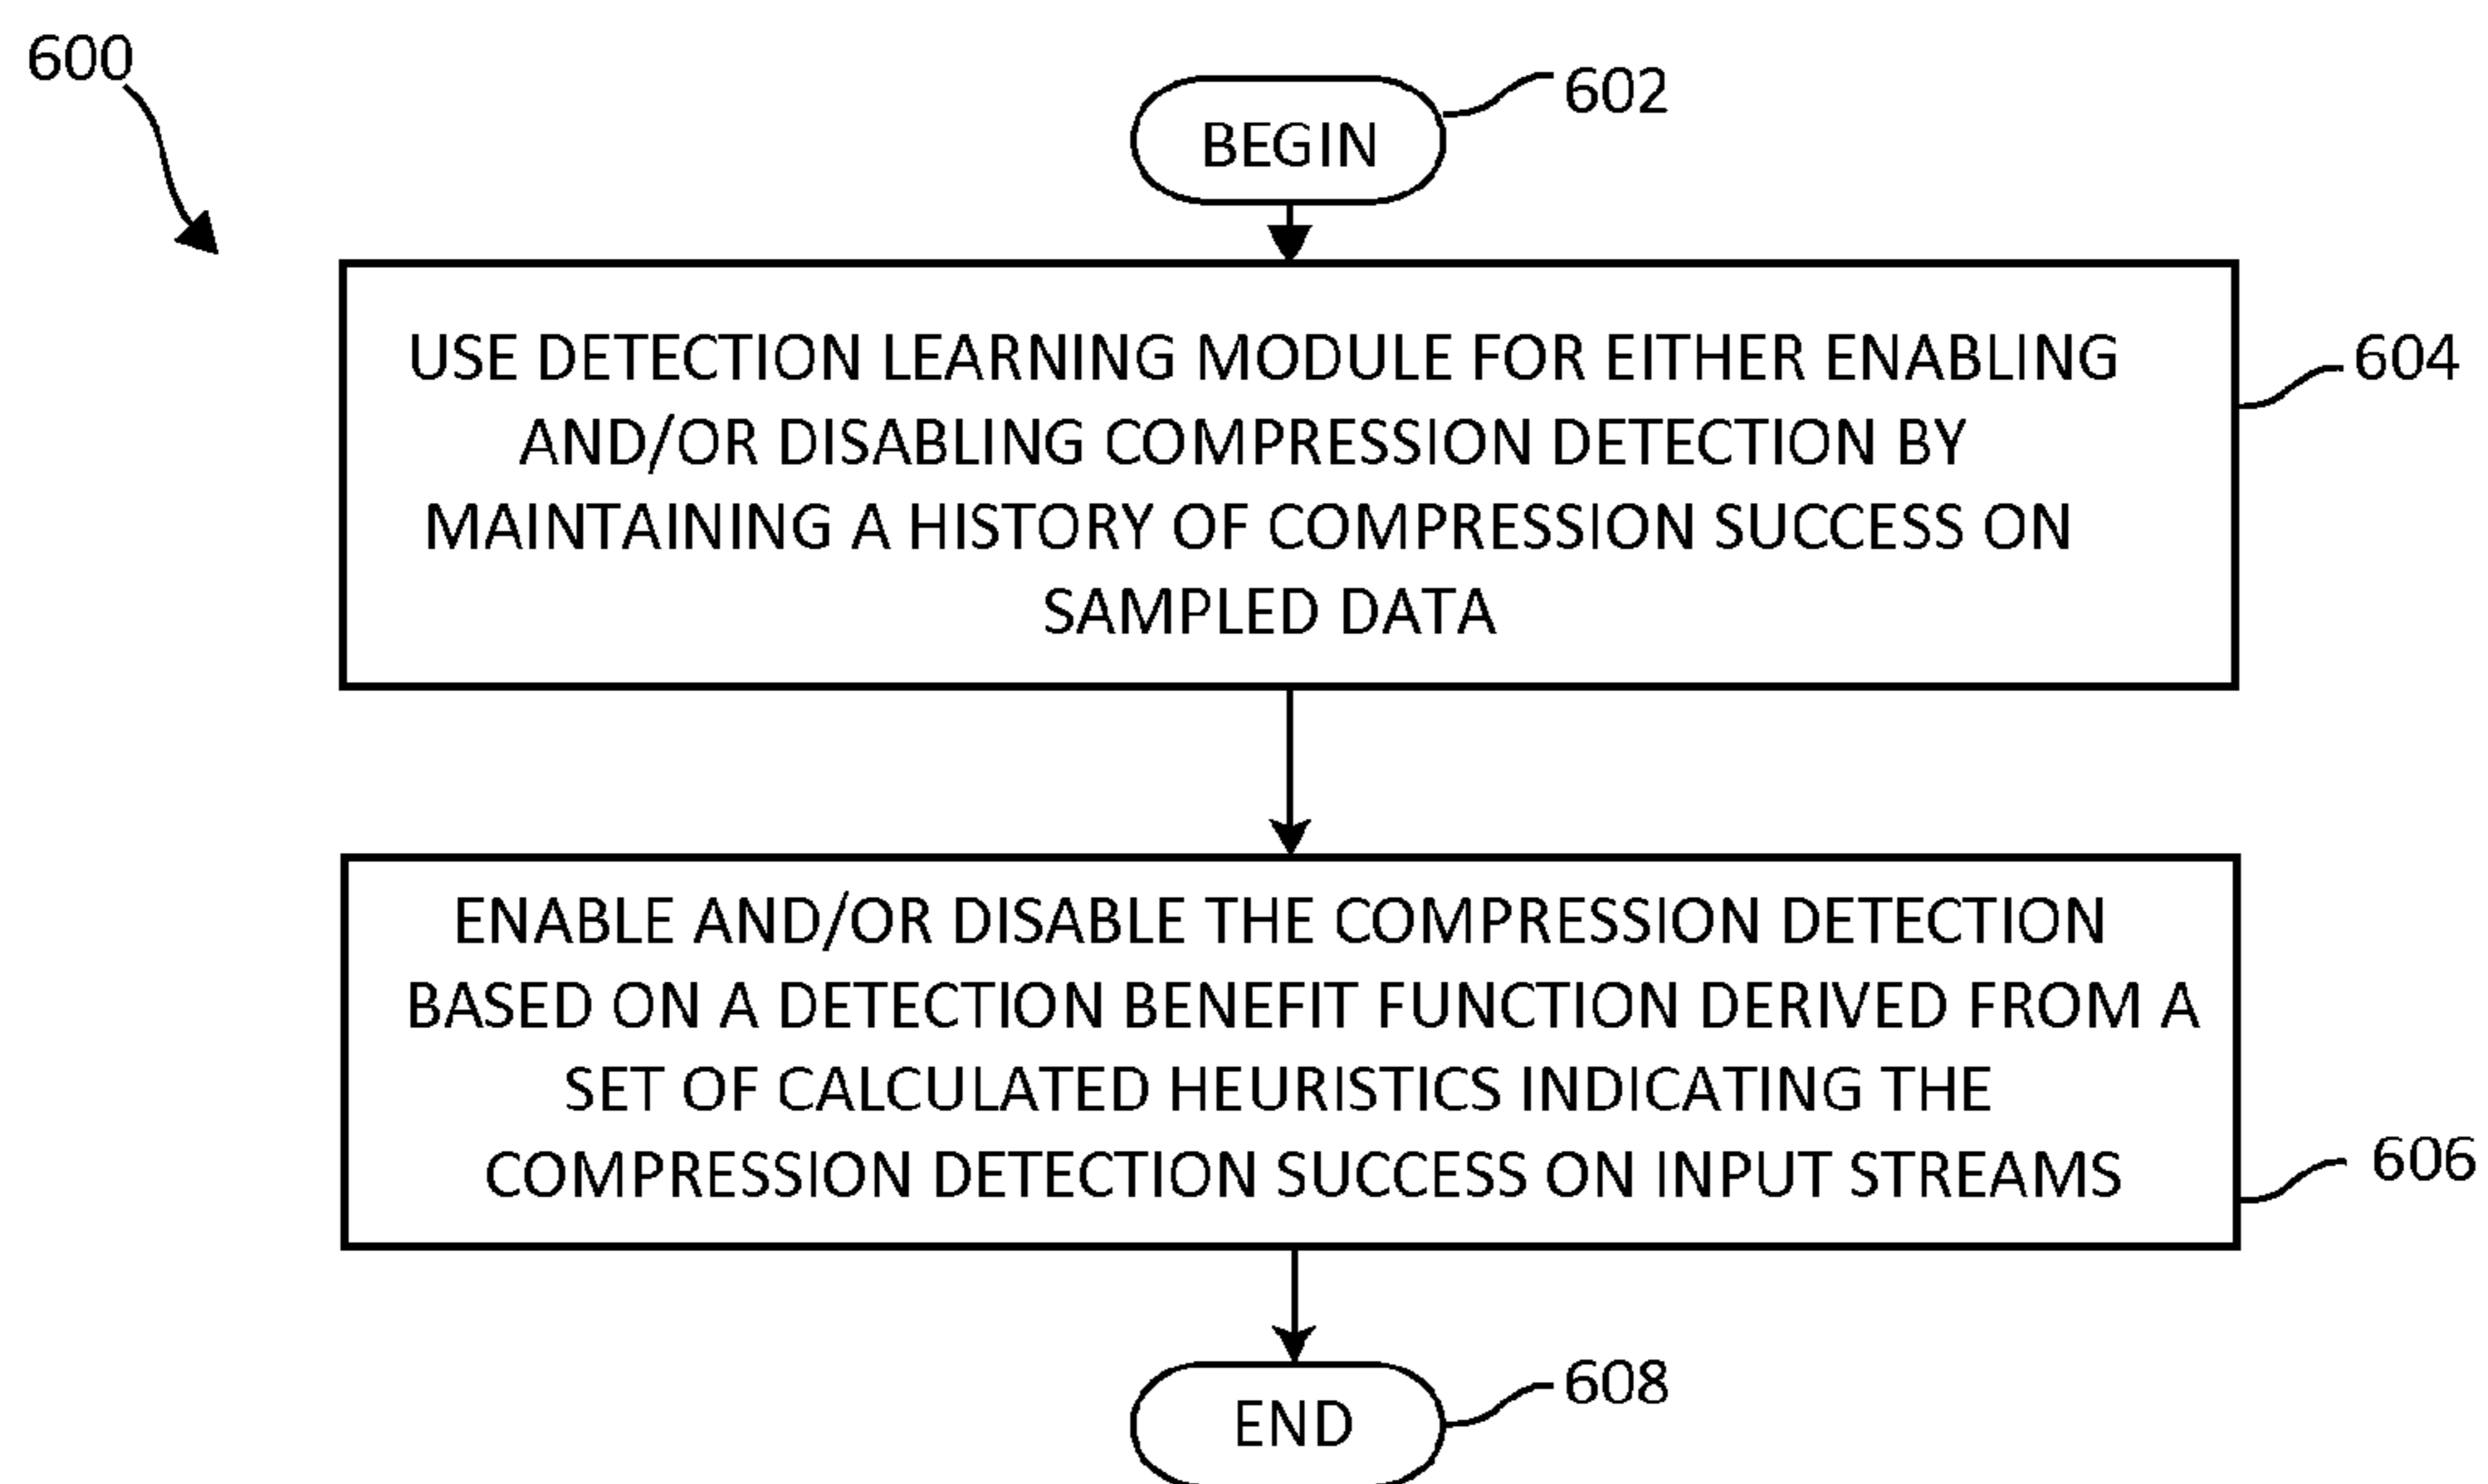 600
602
BEGIN
USE DETECTION LEARNING MODULE FOR EITHER ENABLING
AND/OR DISABLING COMPRESSION DETECTION BY
MAINTAINING A HISTORY OF COMPRESSION SUCCESS ON
SAMPLED DATA
604
ENABLE AND/OR DISABLE THE COMPRESSION DETECTION
BASED ON A DETECTION BENEFIT FUNCTION DERIVED FROM A
SET OF CALCULATED HEURISTICS INDICATING THE
COMPRESSION DETECTION SUCCESS ON INPUT STREAMS
606
608
END